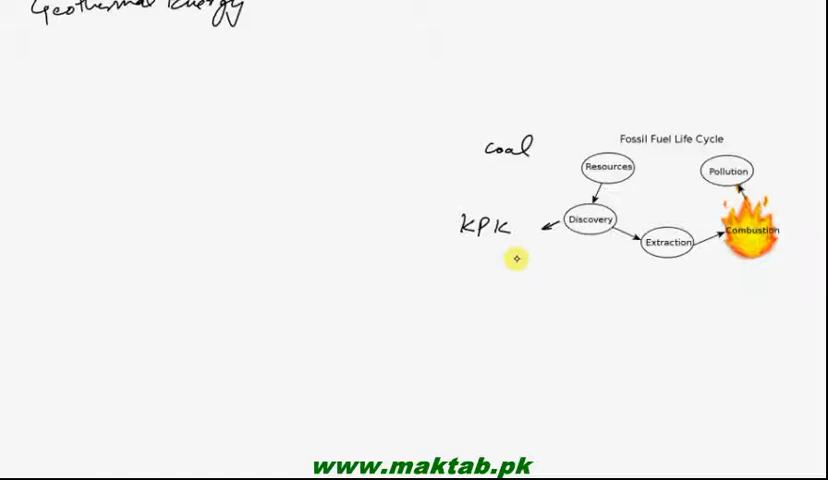 Geothermal Energy
Fossil Fuel Life Cycle
coal
Resources
Pollution
KPK
Discovery
Combustion
Extraction
www.maktab.pk